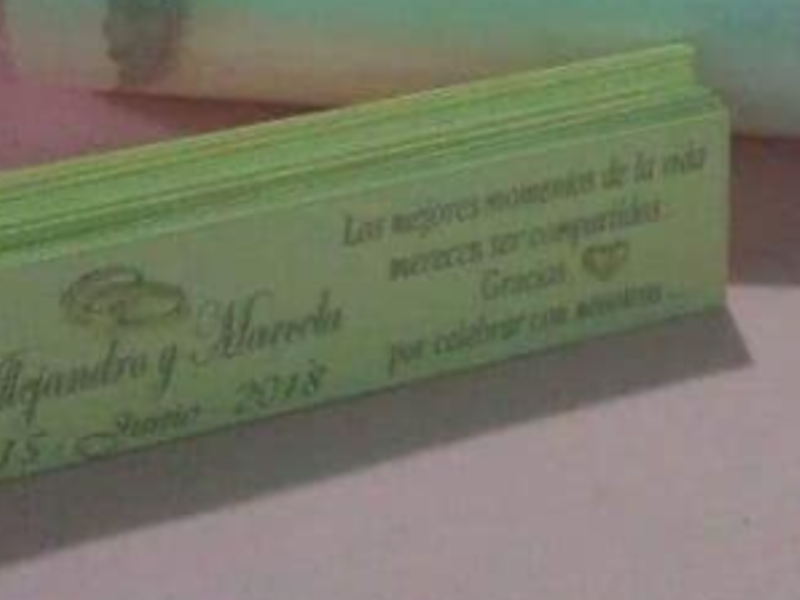 Alejandro y Marcela
15 Junio 2018
Los mejores momentos de la vida
merecen ser compartidos
Gracias
por celebrar con nosotros